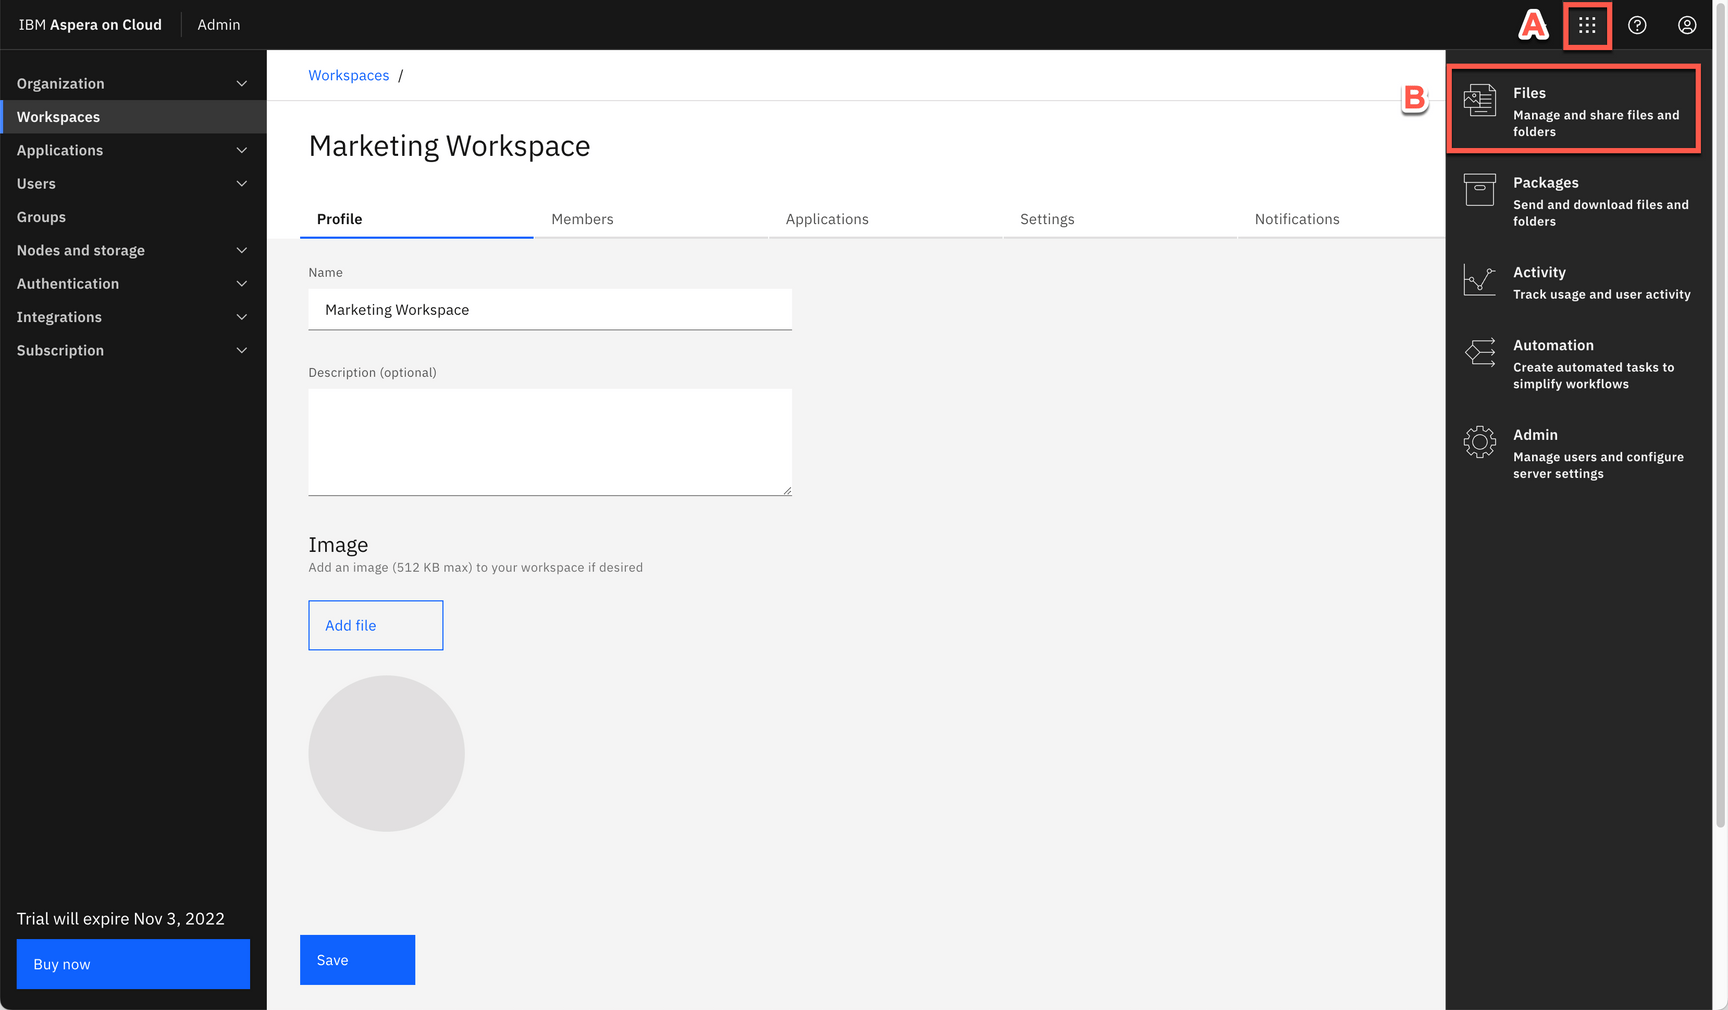 IBM Aspera on Cloud
Admin
A
Organization
Workspaces
Applications
Users
Groups
Nodes and storage
Authentication
Integrations
Subscription
Trial will expire Nov 3, 2022
Buy now
Workspaces /
Marketing Workspace
Profile
Members
Applications
Settings
Notifications
Name
Marketing Workspace
Description (optional)
Image
Add an image (512 KB max) to your workspace if desired
Add file
Save
B
Files
Manage and share files and
folders
Packages
Send and download files and
folders
Activity
Track usage and user activity
Automation
Create automated tasks to
simplify workflows
Admin
Manage users and configure
server settings